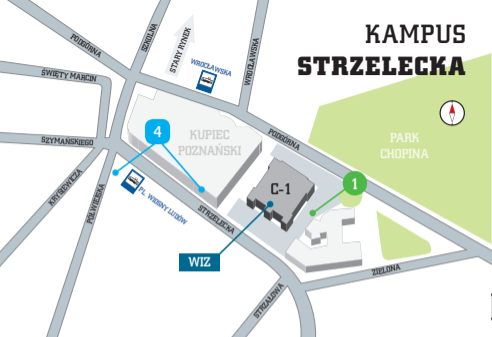 KAMPUS
STRZELECKA
PODGÓRNA
SZKOLNA
STARY RYNEK
WROCŁAWSKA
WROCŁAWSKA
ŚWIĘTY MARCIN
SZYMAŃSKIEGO
4
KUPIEC
POZNAŃSKI
PODGÓRNA
PARK
CHOPINA
C-1
1
KRYSIEWICZA
PÓŁWIEJSKA
PL. WIOSNY LUDÓW
STRZELECKA
WIZ
ZIELONA
STRZAŁOWA